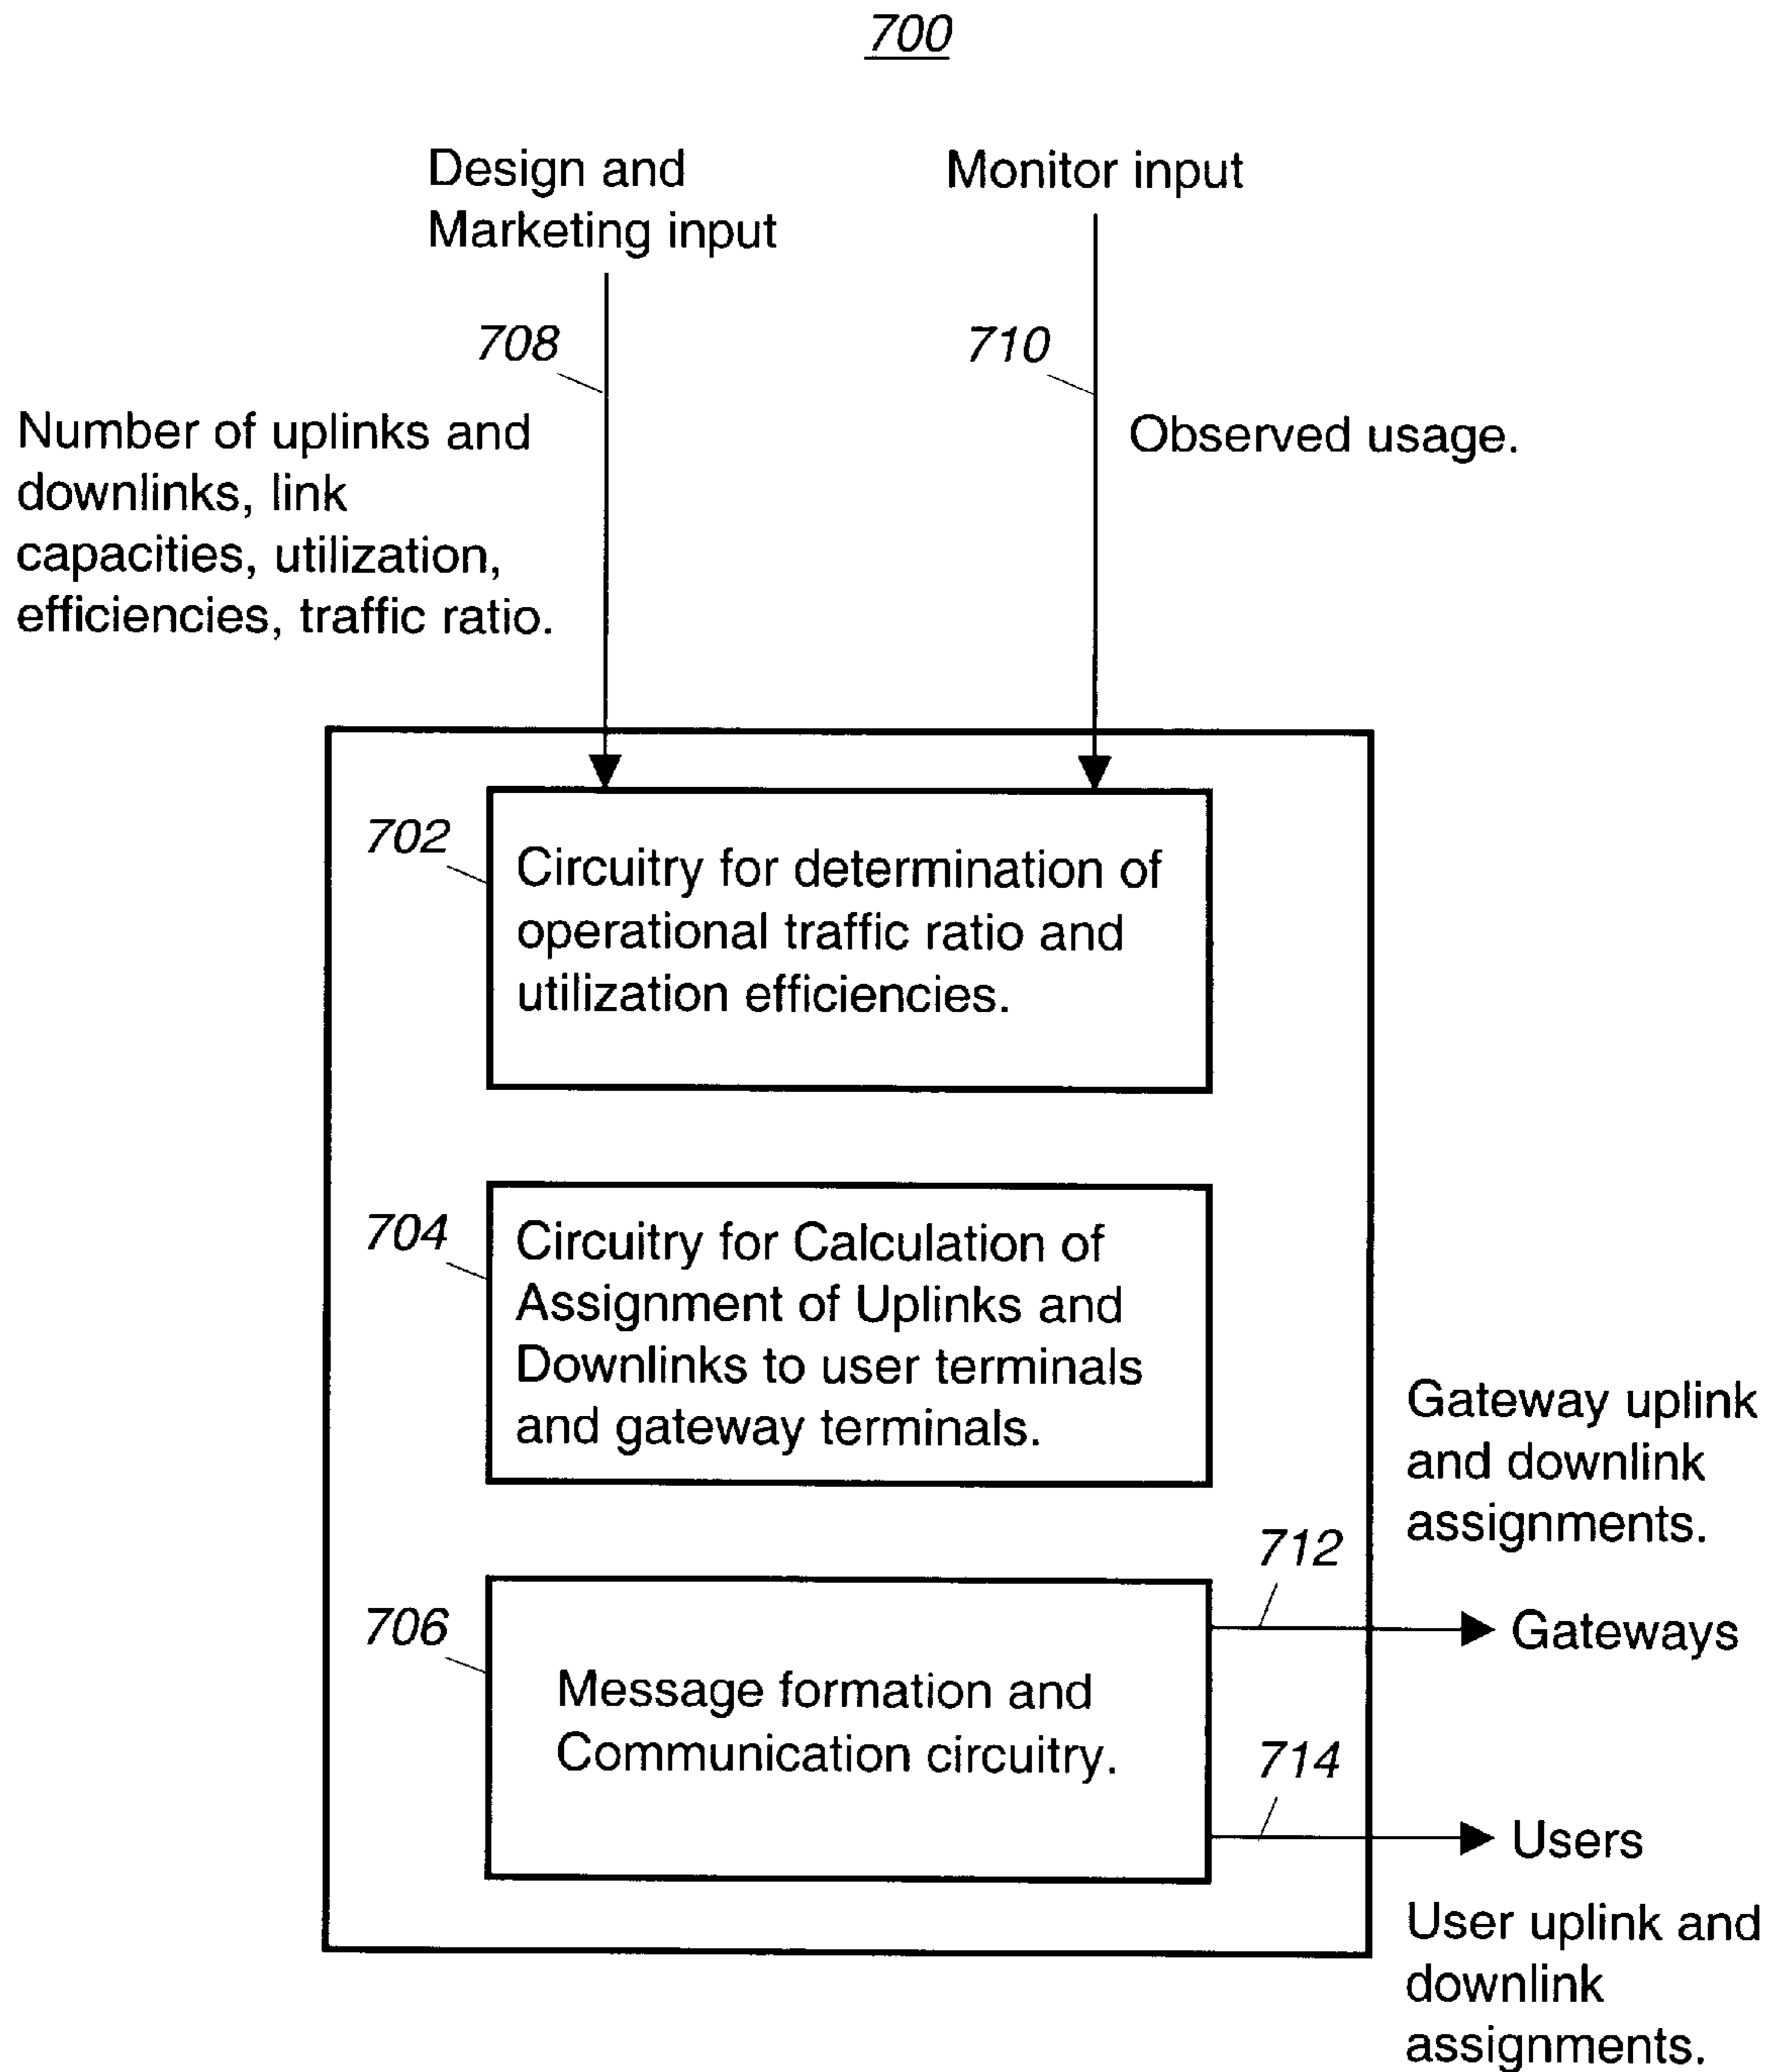 700
Design and
Marketing input
Monitor input
708
710
Number of uplinks and
downlinks, link
capacities, utilization,
efficiencies, traffic ratio.
Observed usage.
702
Circuitry for determination of
operational traffic ratio and
utilization efficiencies.
704
Circuitry for Calculation of
Assignment of Uplinks and
Downlinks to user terminals
and gateway terminals.
Gateway uplink
and downlink
assignments.
712
Gateways
706
Message formation and
Communication circuitry.
714
Users
User uplink and
downlink
assignments.